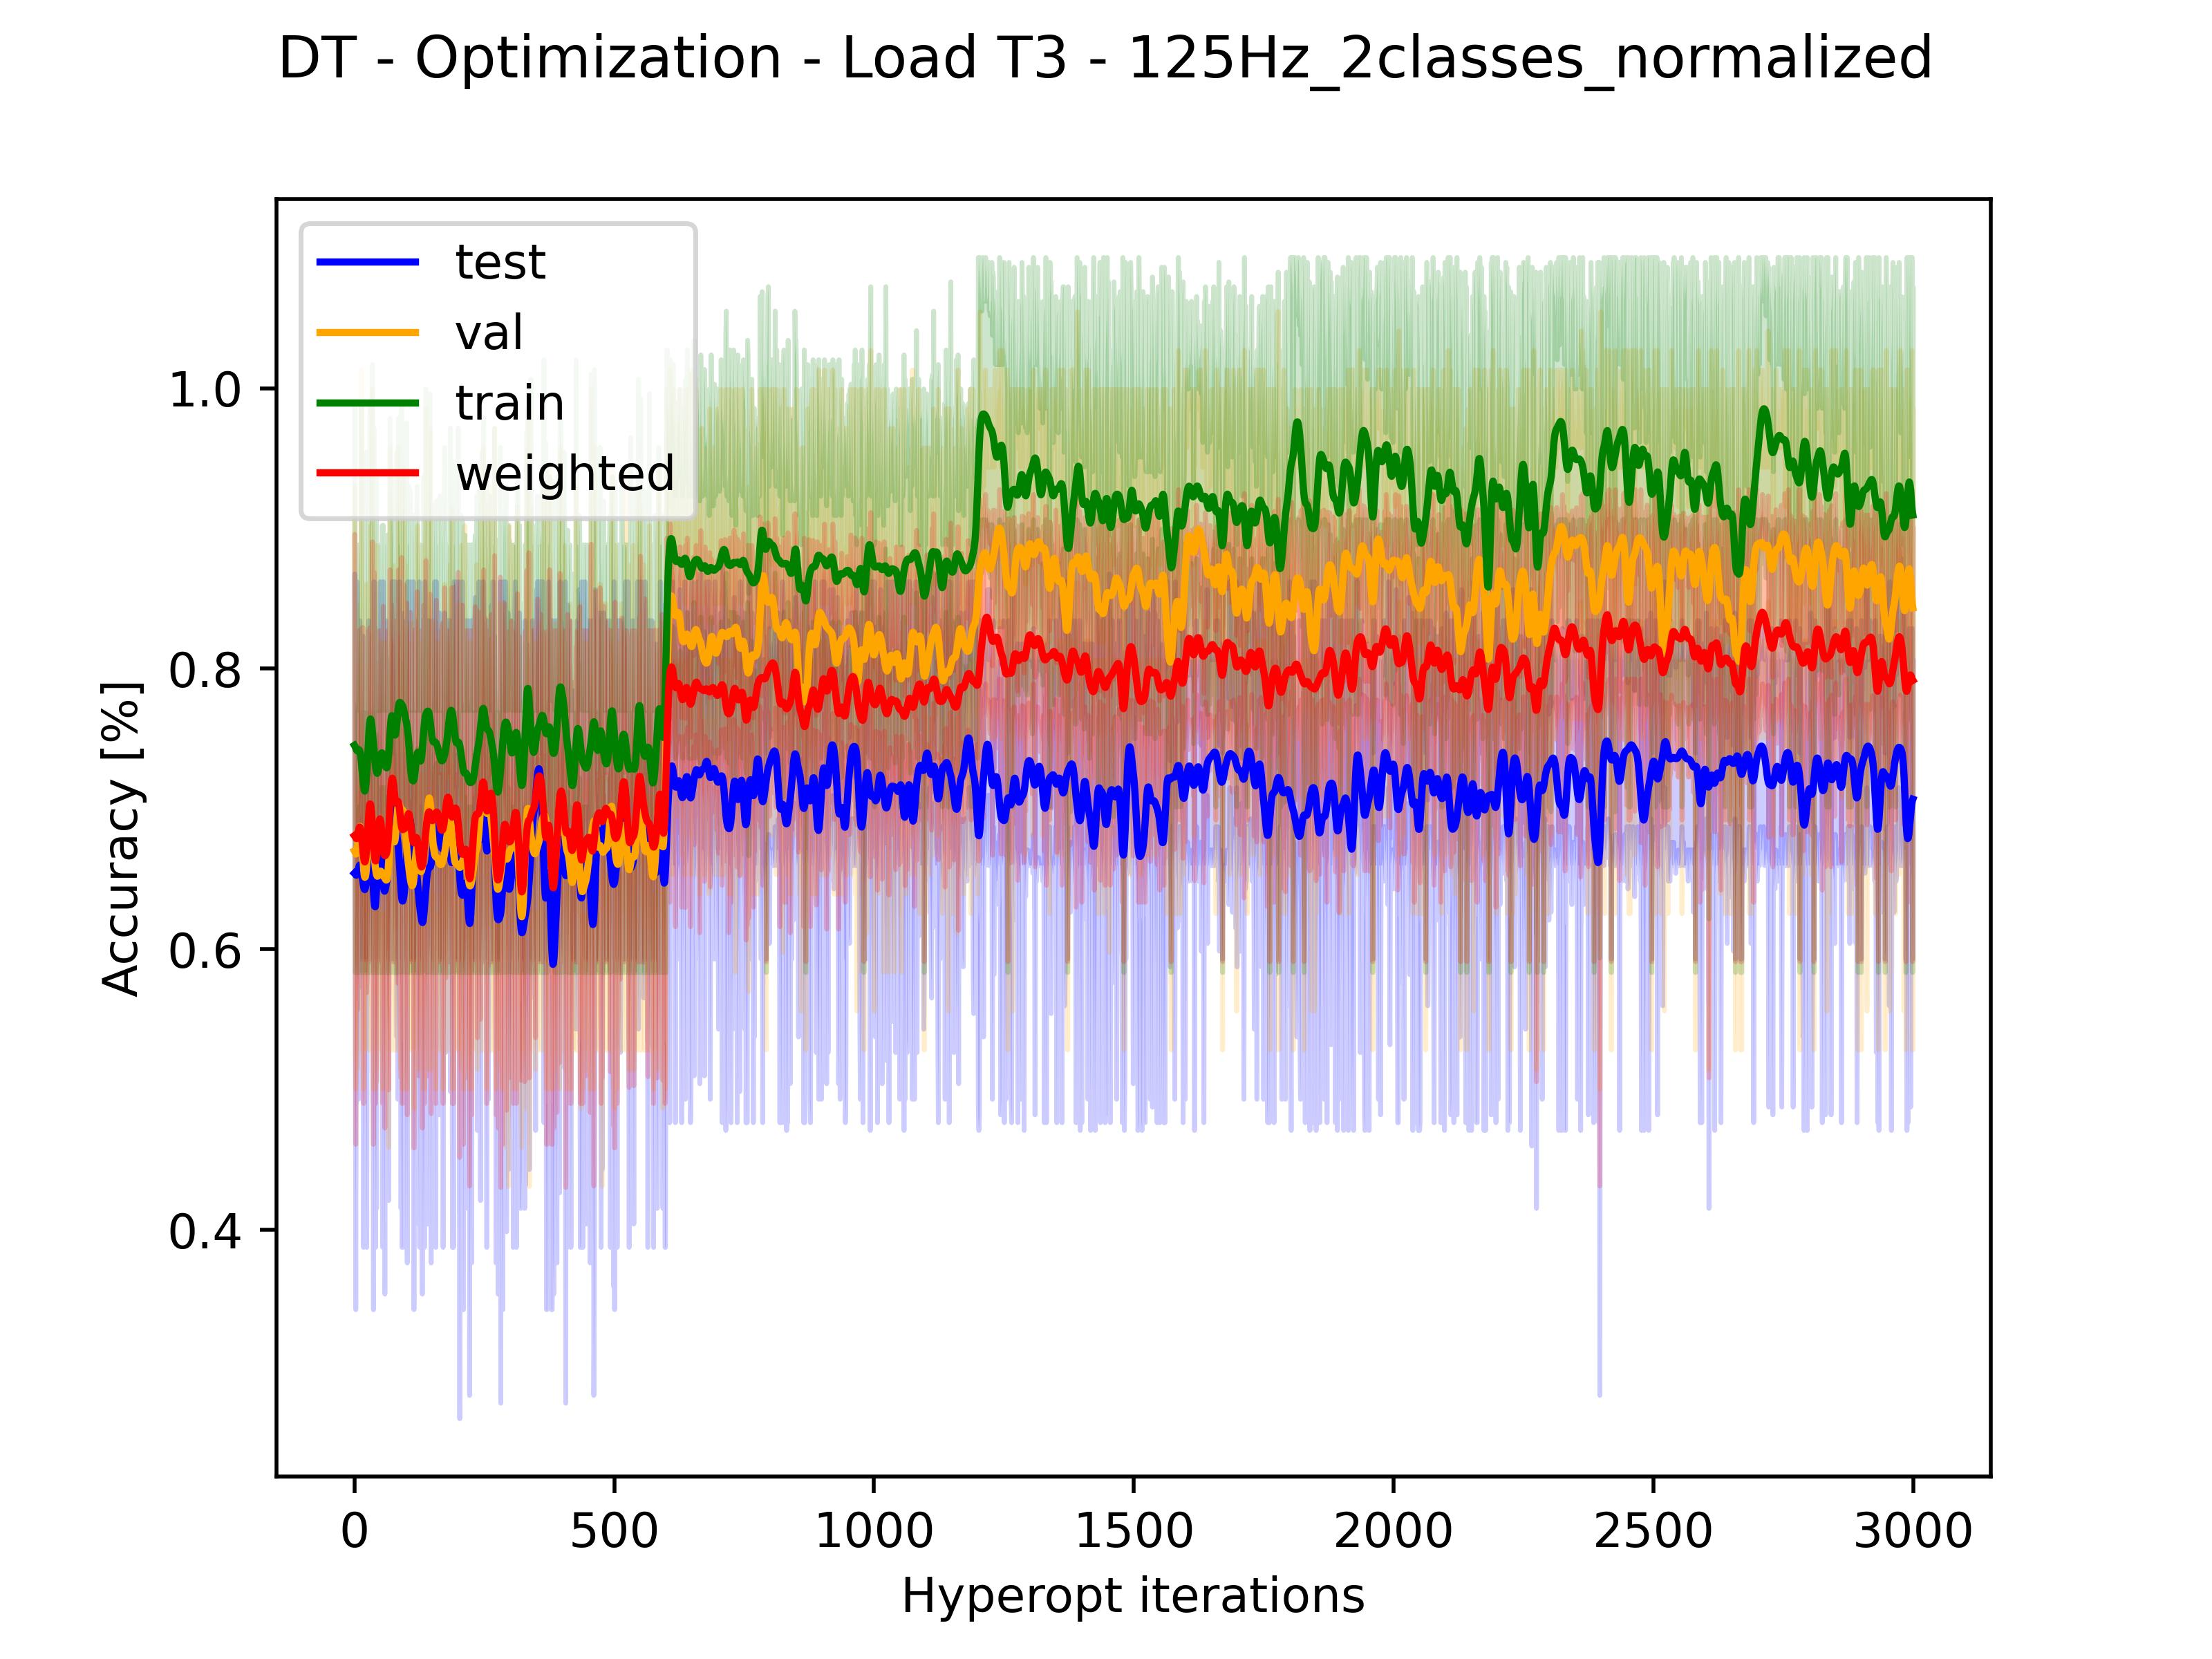 DT - Optimization - Load T3 - 125Hz_2classes_normalized
test
val
train
weighted
1.0
0.8
0.6
0.4
Accuracy [%]
0 500 1000 1500 2000 2500 3000
Hyperopt iterations